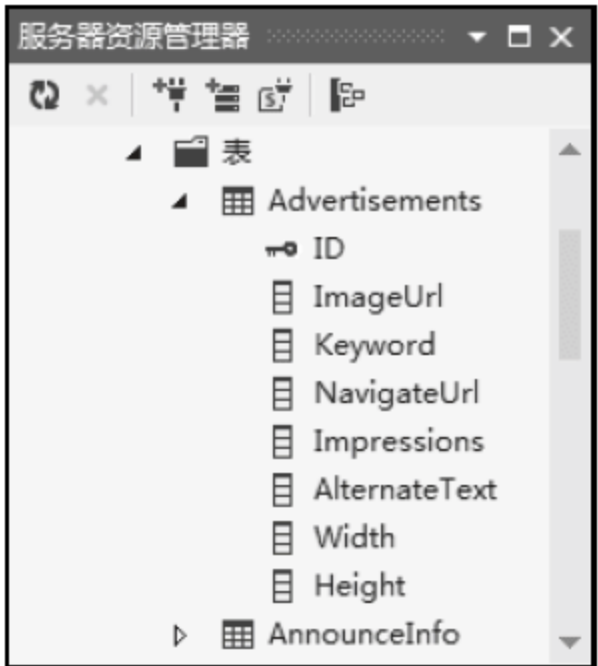 服务器资源管理器
表
Advertisements
ID
ImageUrl
Keyword
NavigateUrl
Impressions
AlternateText
Width
Height
AnnounceInfo